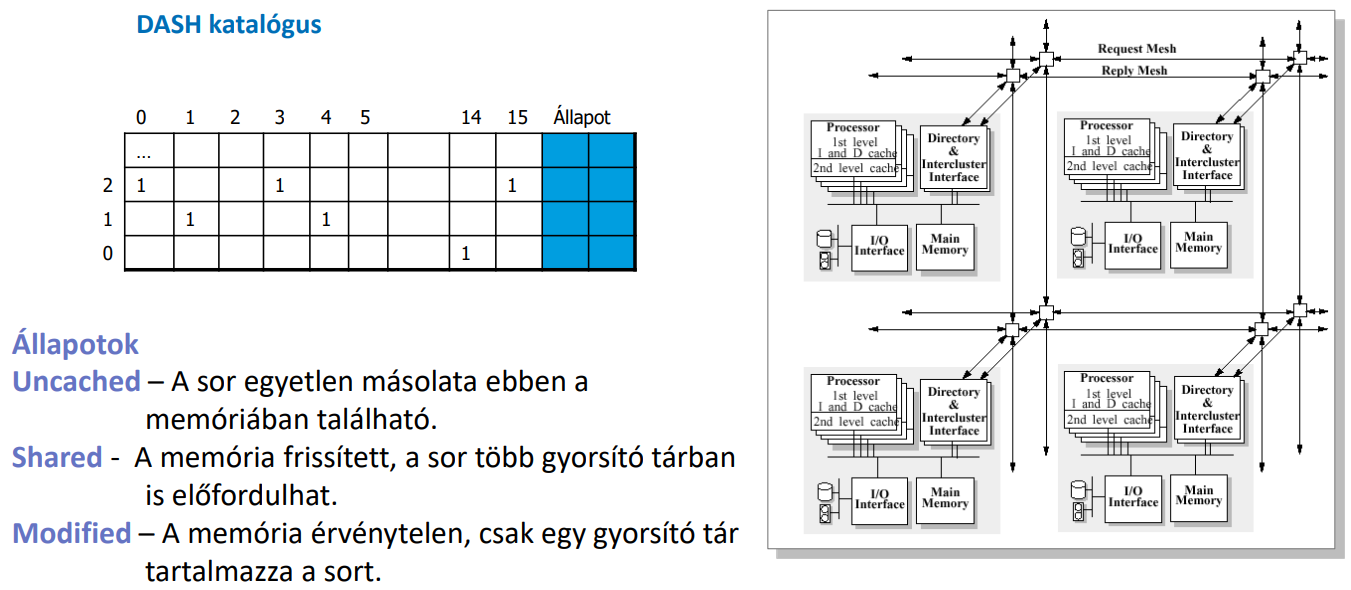 DASH katalógus
0 1 2 3 4 5 14 15 Állapot
...
2 1 1 1
1 1 1
0 1
Állapotok
Uncached – A sor egyetlen másolata ebben a
memóriában található.
Shared - A memória frissített, a sor több gyorsító tárban
is előfordulhat.
Modified – A memória érvénytelen, csak egy gyorsító tár
tartalmazza a sort.
Request Mesh
Reply Mesh
Processor
1st level
I and D cache
2nd level cache
Directory
&
Intercluster
Interface
I/O
Interface
Main
Memory
Processor
1st level
I and D cache
2nd level cache
Directory
&
Intercluster
Interface
I/O
Interface
Main
Memory
Processor
1st level
I and D cache
2nd level cache
Directory
&
Intercluster
Interface
I/O
Interface
Main
Memory
Processor
1st level
I and D cache
2nd level cache
Directory
&
Intercluster
Interface
I/O
Interface
Main
Memory